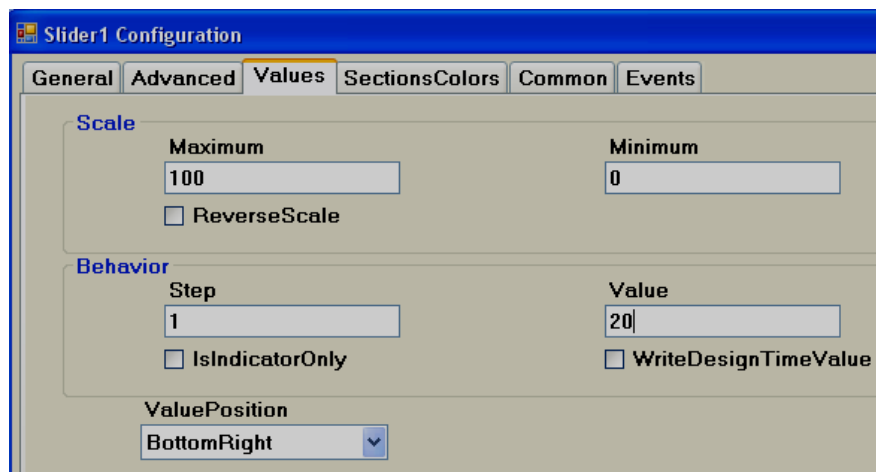 Slider1 Configuration
General Advanced Values SectionsColors Common Events
Scale
Maximum Minimum
100 0
ReverseScale
Behavior
Step Value
1 20
IsIndicatorOnly WriteDesignTimeValue
ValuePosition
BottomRight